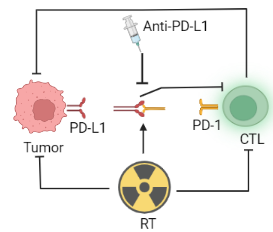 Anti-PD-L1
PD-L1
PD-1
Tumor
CTL
RT